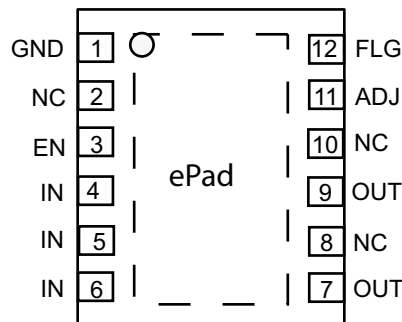 GND 1 12 FLG
NC 2 11 ADJ
EN 3 10 NC
IN 4 ePad 9 OUT
IN 5 8 NC
IN 6 7 OUT